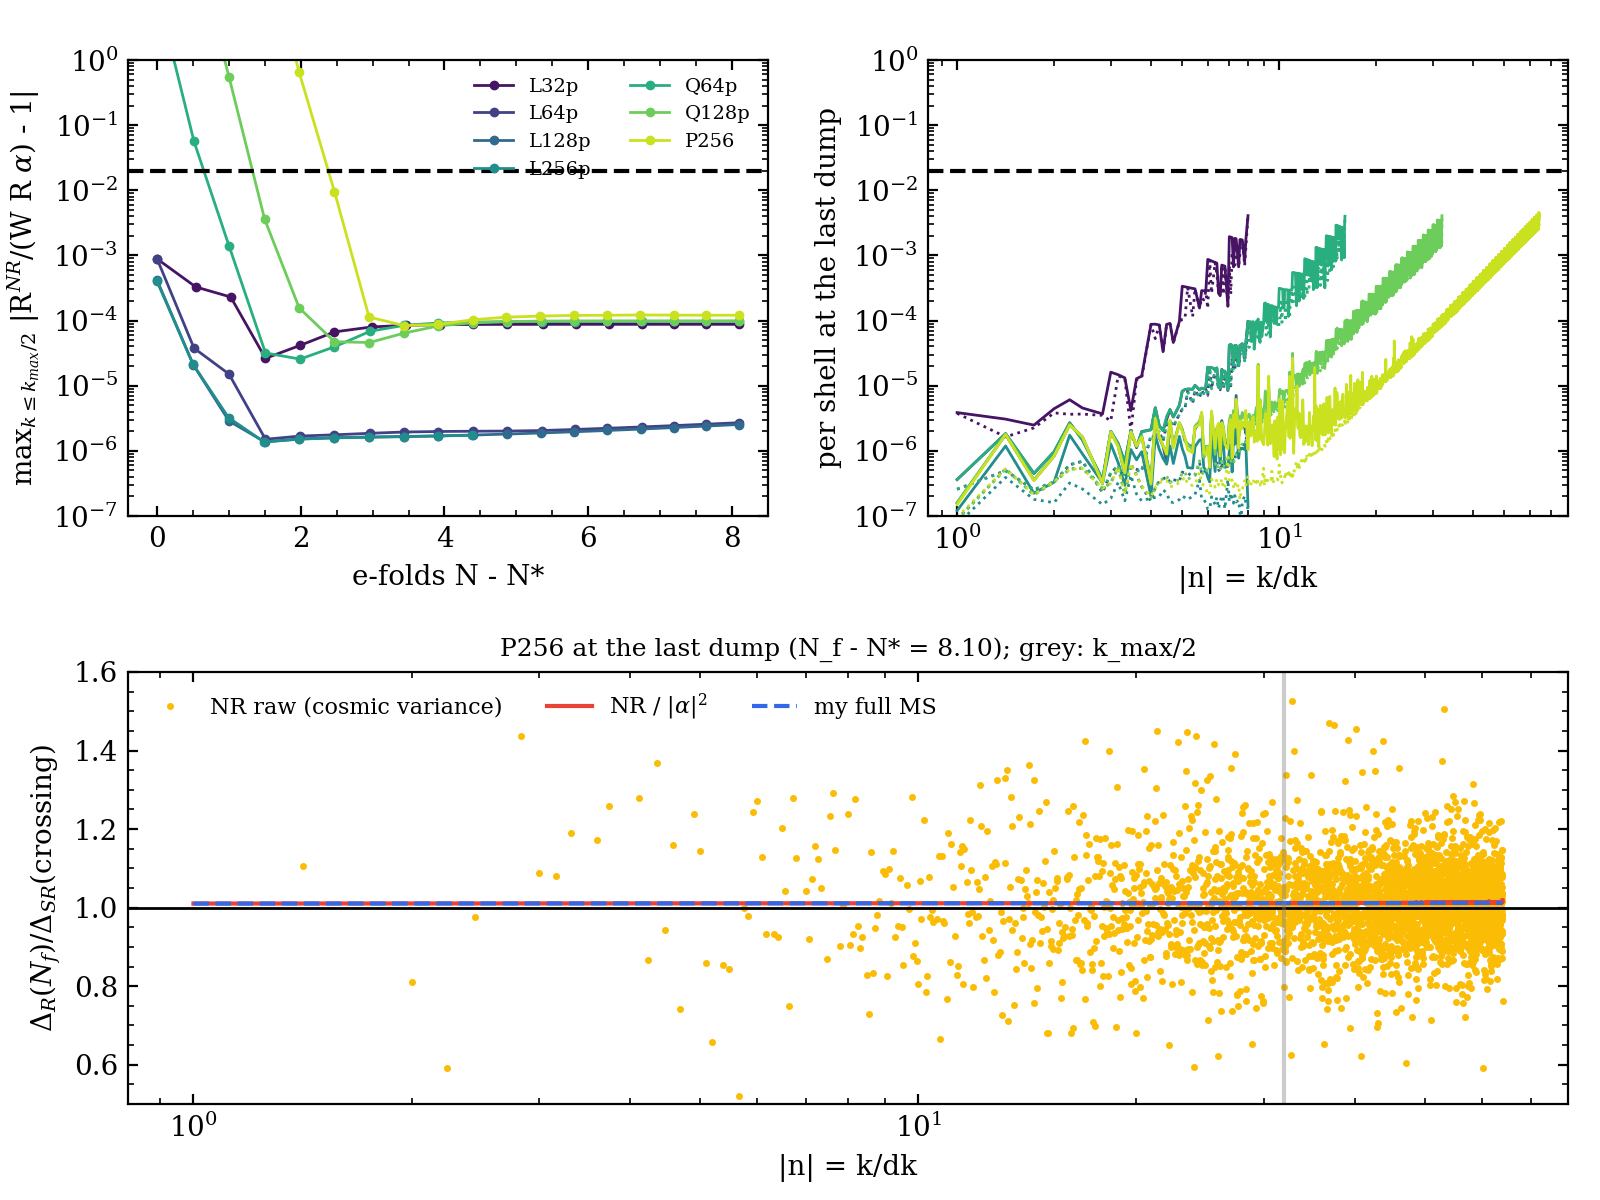 max_{k ≤ k_{max}/2} |R^{NR}/(W R α) - 1|
10^0
10^{-1}
10^{-2}
10^{-3}
10^{-4}
10^{-5}
10^{-6}
10^{-7}
L32p
L64p
L128p
L256p
Q64p
Q128p
P256
0 2 4 6 8
e-folds N - N*
per shell at the last dump
10^0
10^{-1}
10^{-2}
10^{-3}
10^{-4}
10^{-5}
10^{-6}
10^{-7}
10^0 10^1
|n| = k/dk
P256 at the last dump (N_f - N* = 8.10); grey: k_max/2
Δ_R(N_f)/Δ_{SR}(crossing)
1.6
1.4
1.2
1.0
0.8
0.6
NR raw (cosmic variance) NR / |α|^2 my full MS
10^0 10^1
|n| = k/dk